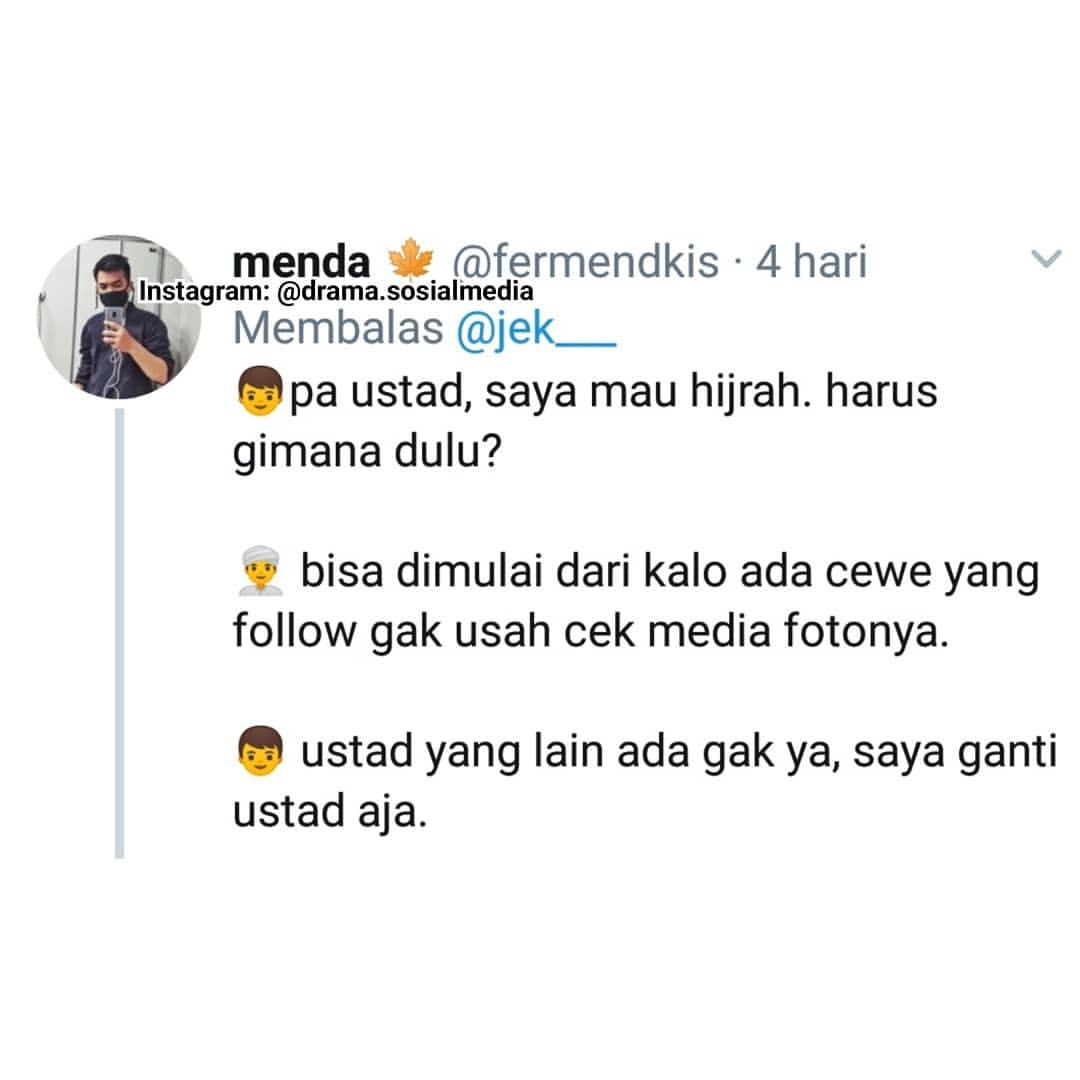 menda 🍁 @fermendkis · 4 hari
Instagram: @drama.sosialmedia
Membalas @jek___
👦pa ustad, saya mau hijrah. harus
gimana dulu?
👳 bisa dimulai dari kalo ada cewe yang
follow gak usah cek media fotonya.
👦 ustad yang lain ada gak ya, saya ganti
ustad aja.